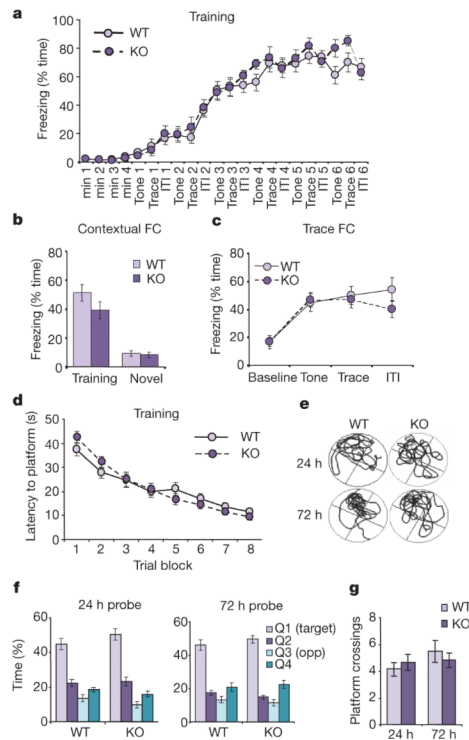 a
Training
100
80
60
40
20
0
Freezing (% time)
WT
KO
min 1
min 2
min 3
min 4
Tone 1
Trace 1
ITI 1
Tone 2
Trace 2
ITI 2
Tone 3
Trace 3
ITI 3
Tone 4
Trace 4
ITI 4
Tone 5
Trace 5
ITI 5
Tone 6
Trace 6
ITI 6
b
Contextual FC
80
60
40
20
0
Freezing (% time)
WT
KO
Training Novel
c
Trace FC
80
60
40
20
0
Freezing (% time)
WT
KO
Baseline Tone Trace ITI
d
Training
50
40
30
20
10
0
Latency to platform (s)
WT
KO
1 2 3 4 5 6 7 8
Trial block
e
WT KO
24 h
72 h
f
24 h probe
60
40
20
0
Time (%)
WT KO
72 h probe
60
40
20
0
Q1 (target)
Q2
Q3 (opp)
Q4
WT KO
g
WT
KO
8
6
4
2
0
Platform crossings
24 h 72 h